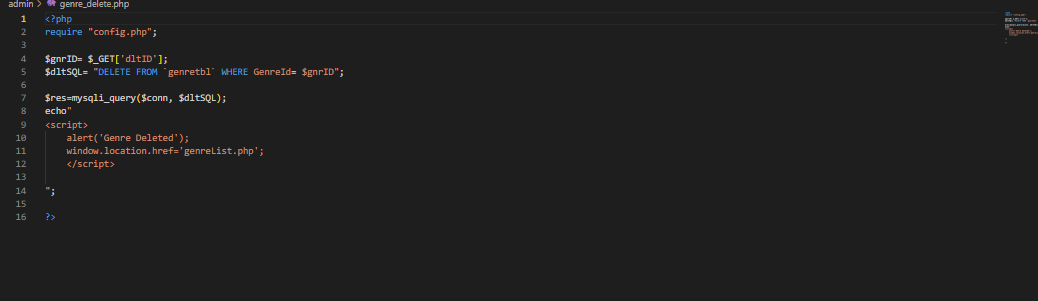 admin > genre_delete.php
1 <?php
2 require "config.php";
3
4 $gnrID= $_GET['dltID'];
5 $dltSQL= "DELETE FROM `genretbl` WHERE GenreId= $gnrID";
6
7 $res=mysqli_query($conn, $dltSQL);
8 echo"
9 <script>
10     alert('Genre Deleted');
11     window.location.href='genreList.php';
12     </script>
13
14 ";
15
16 ?>